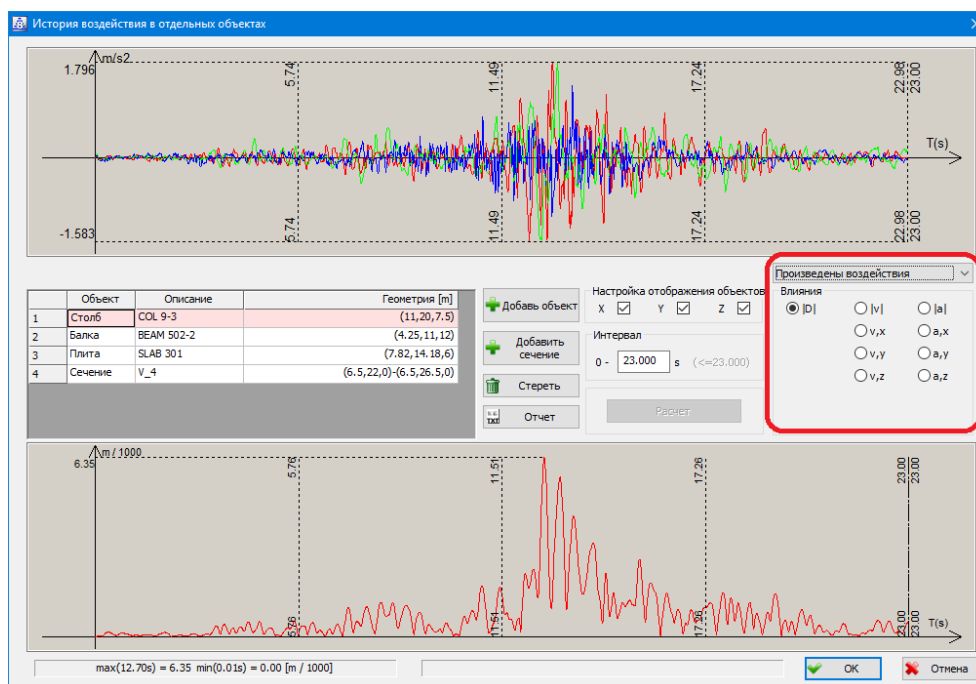 История воздействия в отдельных объектах
m/s2
1.796
5.74
11.49
17.24
22.98
23.00
T(s)
-1.583
5.74
11.49
17.24
22.98
23.00
Произведены воздействия
Объект Описание Геометрия [m]
1 Столб COL 9-3 (11,20,7.5)
2 Балка BEAM 502-2 (4.25,11,12)
3 Плита SLAB 301 (7.82,14.18,6)
4 Сечение V_4 (6.5,22,0)-(6.5,26.5,0)
Добавь объект
Добавить
сечение
Стереть
TXT Отчет
Настройка отображения объектов
X Y Z
Интервал
0 - 23.000 s (<=23.000)
Расчет
Влияния
|D| |v| |a|
v,x a,x
v,y a,y
v,z a,z
m / 1000
6.35
5.76
11.51
17.26
23.00
23.00
T(s)
5.76
11.51
17.26
23.00
23.00
max(12.70s) = 6.35 min(0.01s) = 0.00 [m / 1000]
OK
Отмена